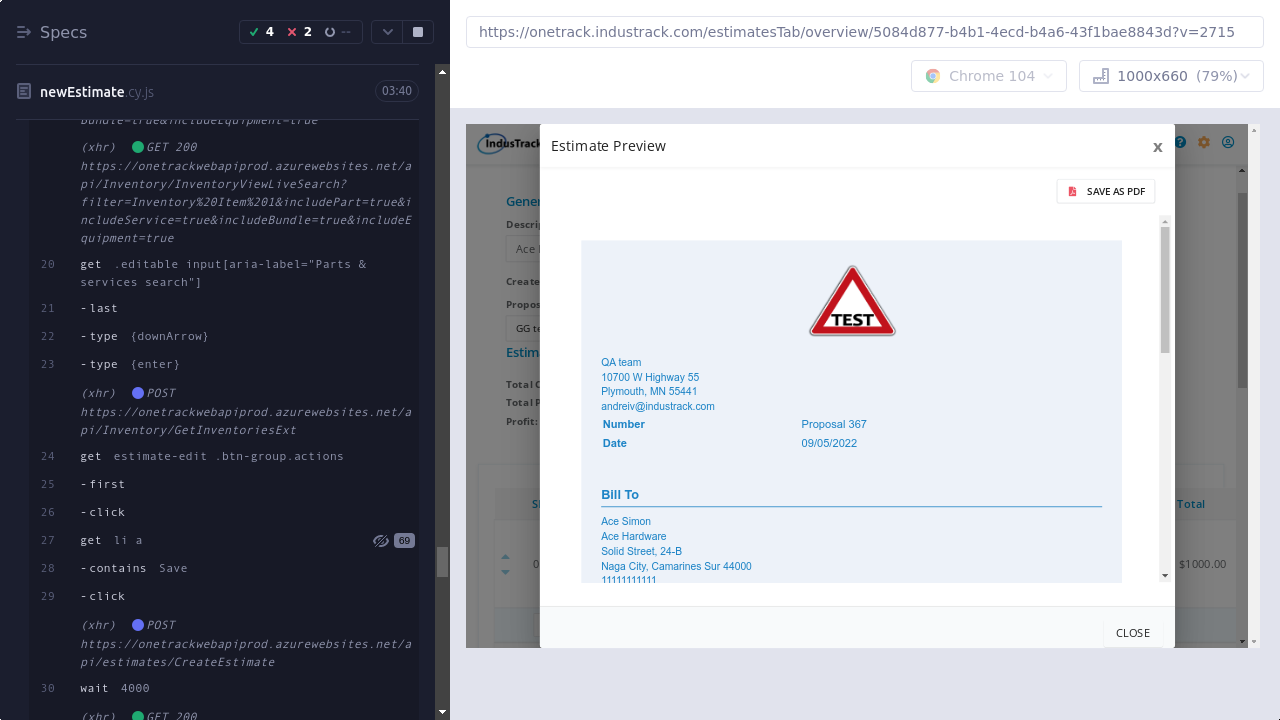 Specs
4
2
--
newEstimate.cy.js
03:40
bundle=true&includeEquipment=true
(xhr) GET 200
https://onetrackwebapiprod.azurewebsites.net/a
pi/Inventory/InventoryViewLiveSearch?
filter=Inventory%20Item%201&includePart=true&i
ncludeService=true&includeBundle=true&includeE
quipment=true
20 get .editable input[aria-label="Parts &
services search"]
21 -last
22 -type {downArrow}
23 -type {enter}
(xhr) POST
https://onetrackwebapiprod.azurewebsites.net/a
pi/Inventory/GetInventoriesExt
24 get estimate-edit .btn-group.actions
25 -first
26 -click
27 get li a 69
28 -contains Save
29 -click
(xhr) POST
https://onetrackwebapiprod.azurewebsites.net/a
pi/estimates/CreateEstimate
30 wait 4000
(xhr) GET 200
https://onetrack.industrack.com/estimatesTab/overview/5084d877-b4b1-4ecd-b4a6-43f1bae8843d?v=2715
Chrome 104
1000x660 (79%)
IndusTrack
Gener
Descri
Ace
Create
Propos
GG te
Estim
Total C
Total P
Profit:
0
Total
$1000.00
Estimate Preview
x
SAVE AS PDF
TEST
QA team
10700 W Highway 55
Plymouth, MN 55441
andreiv@industrack.com
Number Proposal 367
Date 09/05/2022
Bill To
Ace Simon
Ace Hardware
Solid Street, 24-B
Naga City, Camarines Sur 44000
11111111111
CLOSE